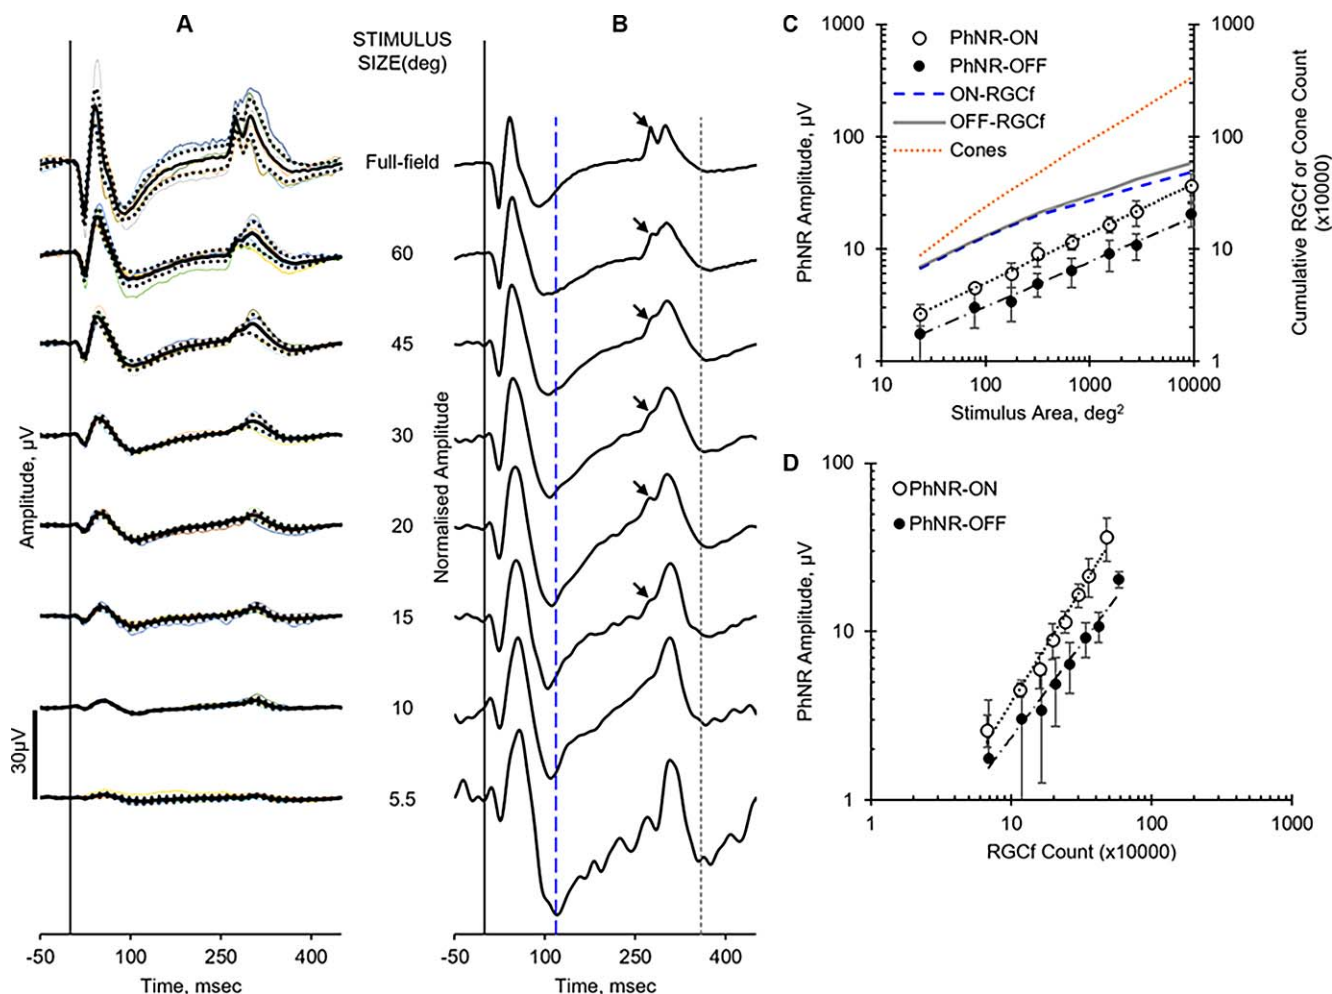 A
STIMULUS
SIZE(deg)
B
Full-field
60
45
30
20
15
10
5.5
Amplitude, µV
30µV
Normalised Amplitude
-50
100
250
400
Time, msec
-50
100
250
400
Time, msec
C
PhNR-ON
PhNR-OFF
ON-RGCf
OFF-RGCf
Cones
1000
100
10
1
PhNR Amplitude, µV
1000
100
10
1
Cumulative RGCf or Cone Count
(x10000)
10
100
1000
10000
Stimulus Area, deg²
D
PhNR-ON
PhNR-OFF
100
10
1
PhNR Amplitude, µV
1
10
100
1000
RGCf Count (x10000)